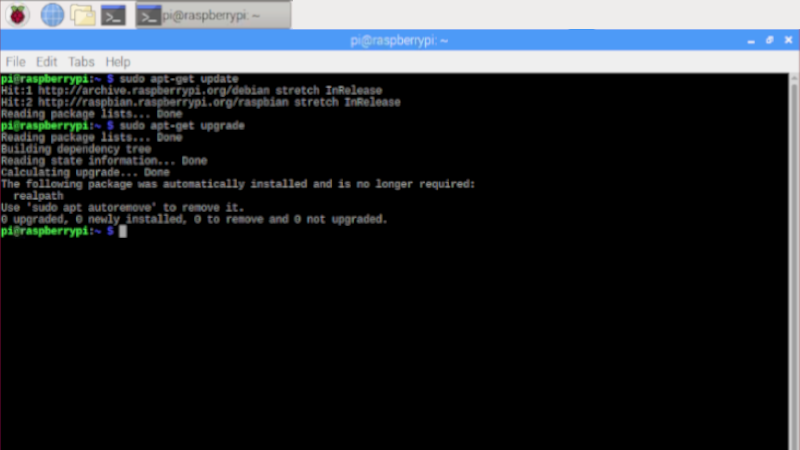 pi@raspberrypi: ~
pi@raspberrypi: ~
File Edit Tabs Help
pi@raspberrypi:~ $ sudo apt-get update
Hit:1 http://archive.raspberrypi.org/debian stretch InRelease
Hit:2 http://raspbian.raspberrypi.org/raspbian stretch InRelease
Reading package lists... Done
pi@raspberrypi:~ $ sudo apt-get upgrade
Reading package lists... Done
Building dependency tree
Reading state information... Done
Calculating upgrade... Done
The following package was automatically installed and is no longer required:
realpath
Use 'sudo apt autoremove' to remove it.
0 upgraded, 0 newly installed, 0 to remove and 0 not upgraded.
pi@raspberrypi:~ $